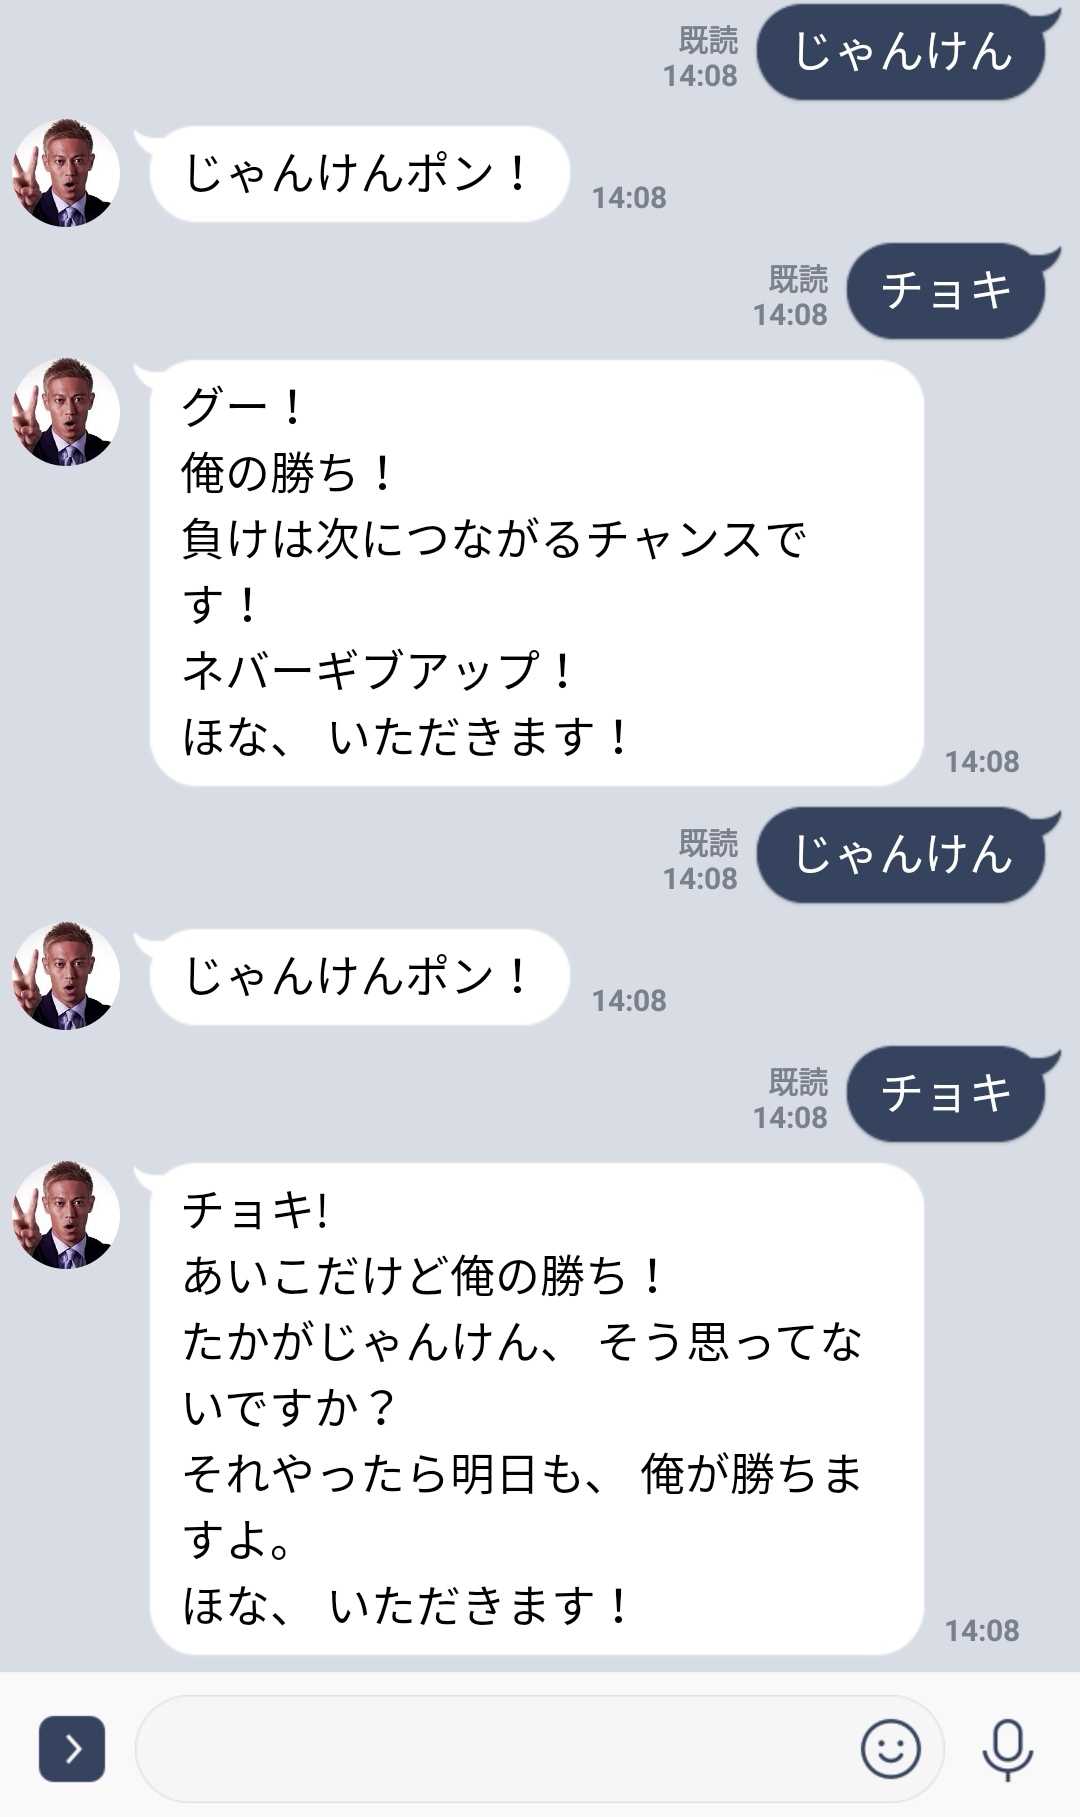 既読
14:08
じゃんけん
じゃんけんポン！
14:08
既読
14:08
チョキ
グー！
俺の勝ち！
負けは次につながるチャンスで
す！
ネバーギブアップ！
ほな、 いただきます！
14:08
既読
14:08
じゃんけん
じゃんけんポン！
14:08
既読
14:08
チョキ
チョキ!
あいこだけど俺の勝ち！
たかがじゃんけん、 そう思ってな
いですか？
それやったら明日も、 俺が勝ちま
すよ。
ほな、 いただきます！
14:08